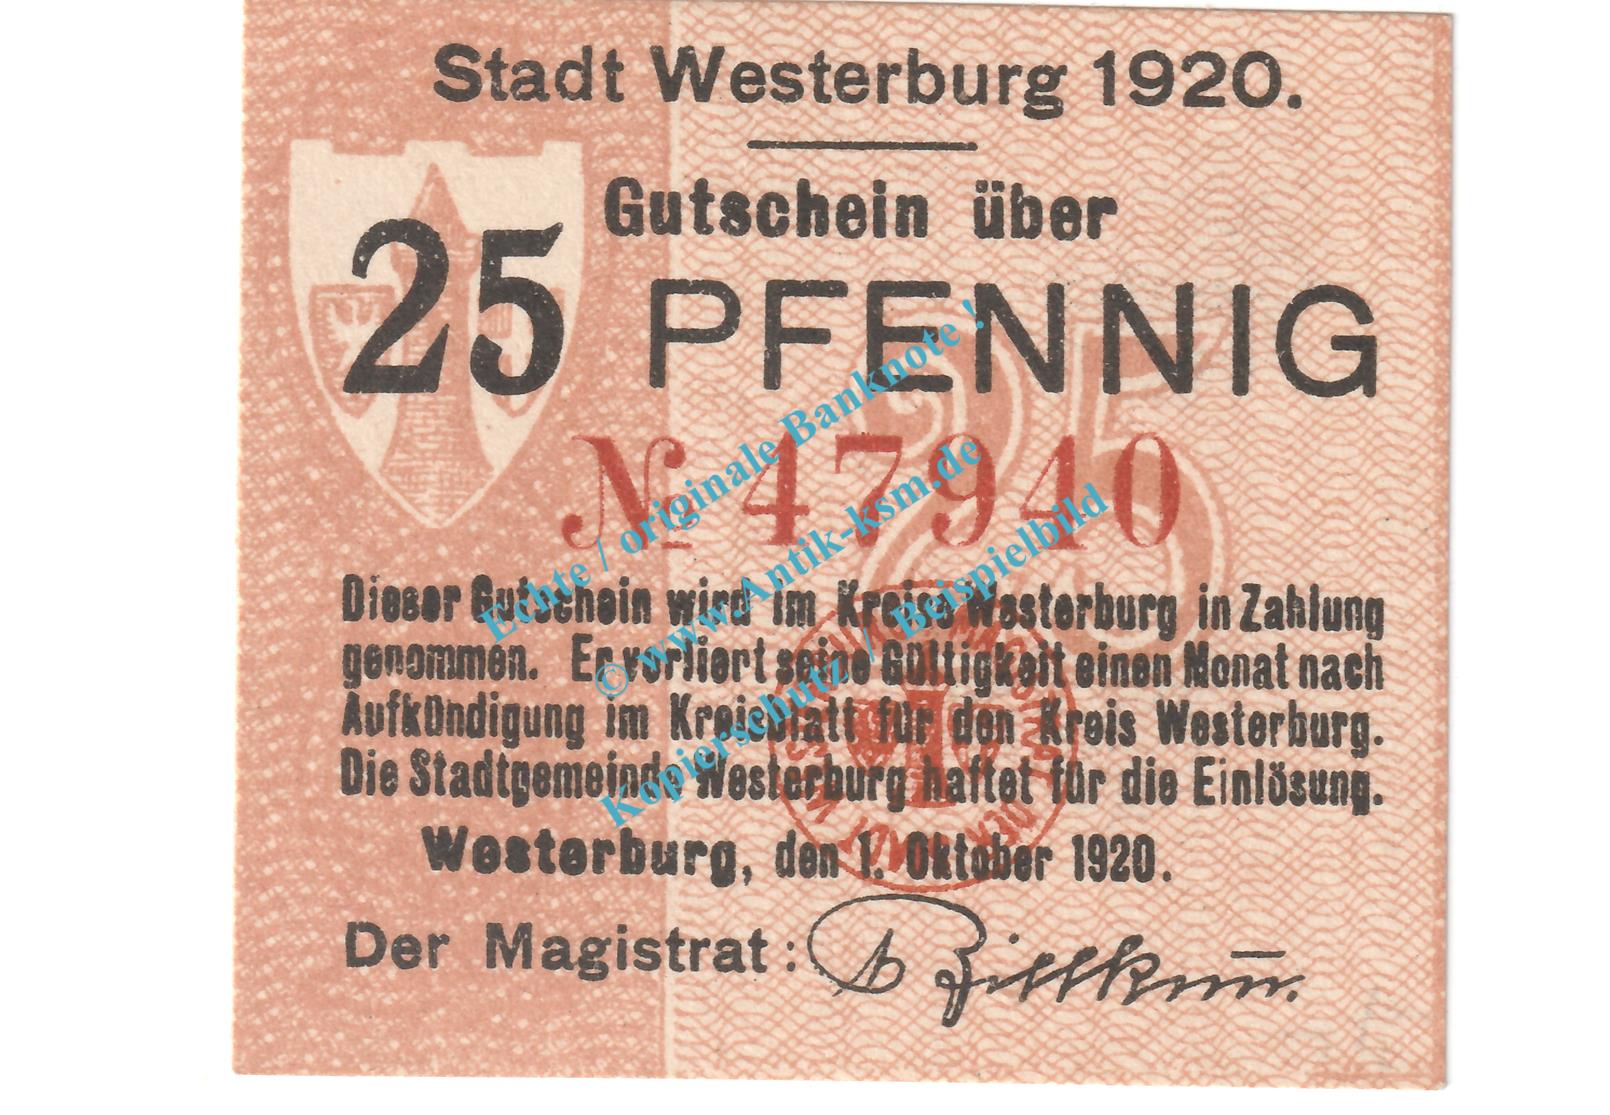 Stadt Westerburg 1920.
Gutschein über
25 PFENNIG
25
№ 47940
Dieser Gutschein wird im Kreise Westerburg in Zahlung
genommen. Er verliert seine Gültigkeit einen Monat nach
Aufkündigung im Kreisblatt für den Kreis Westerburg.
Die Stadtgemeinde Westerburg haftet für die Einlösung.
Westerburg, den 1. Oktober 1920.
Der Magistrat:
Echte / originale Banknote !
© www.Antik-ksm.de
Kopierschutz / Beispielbild